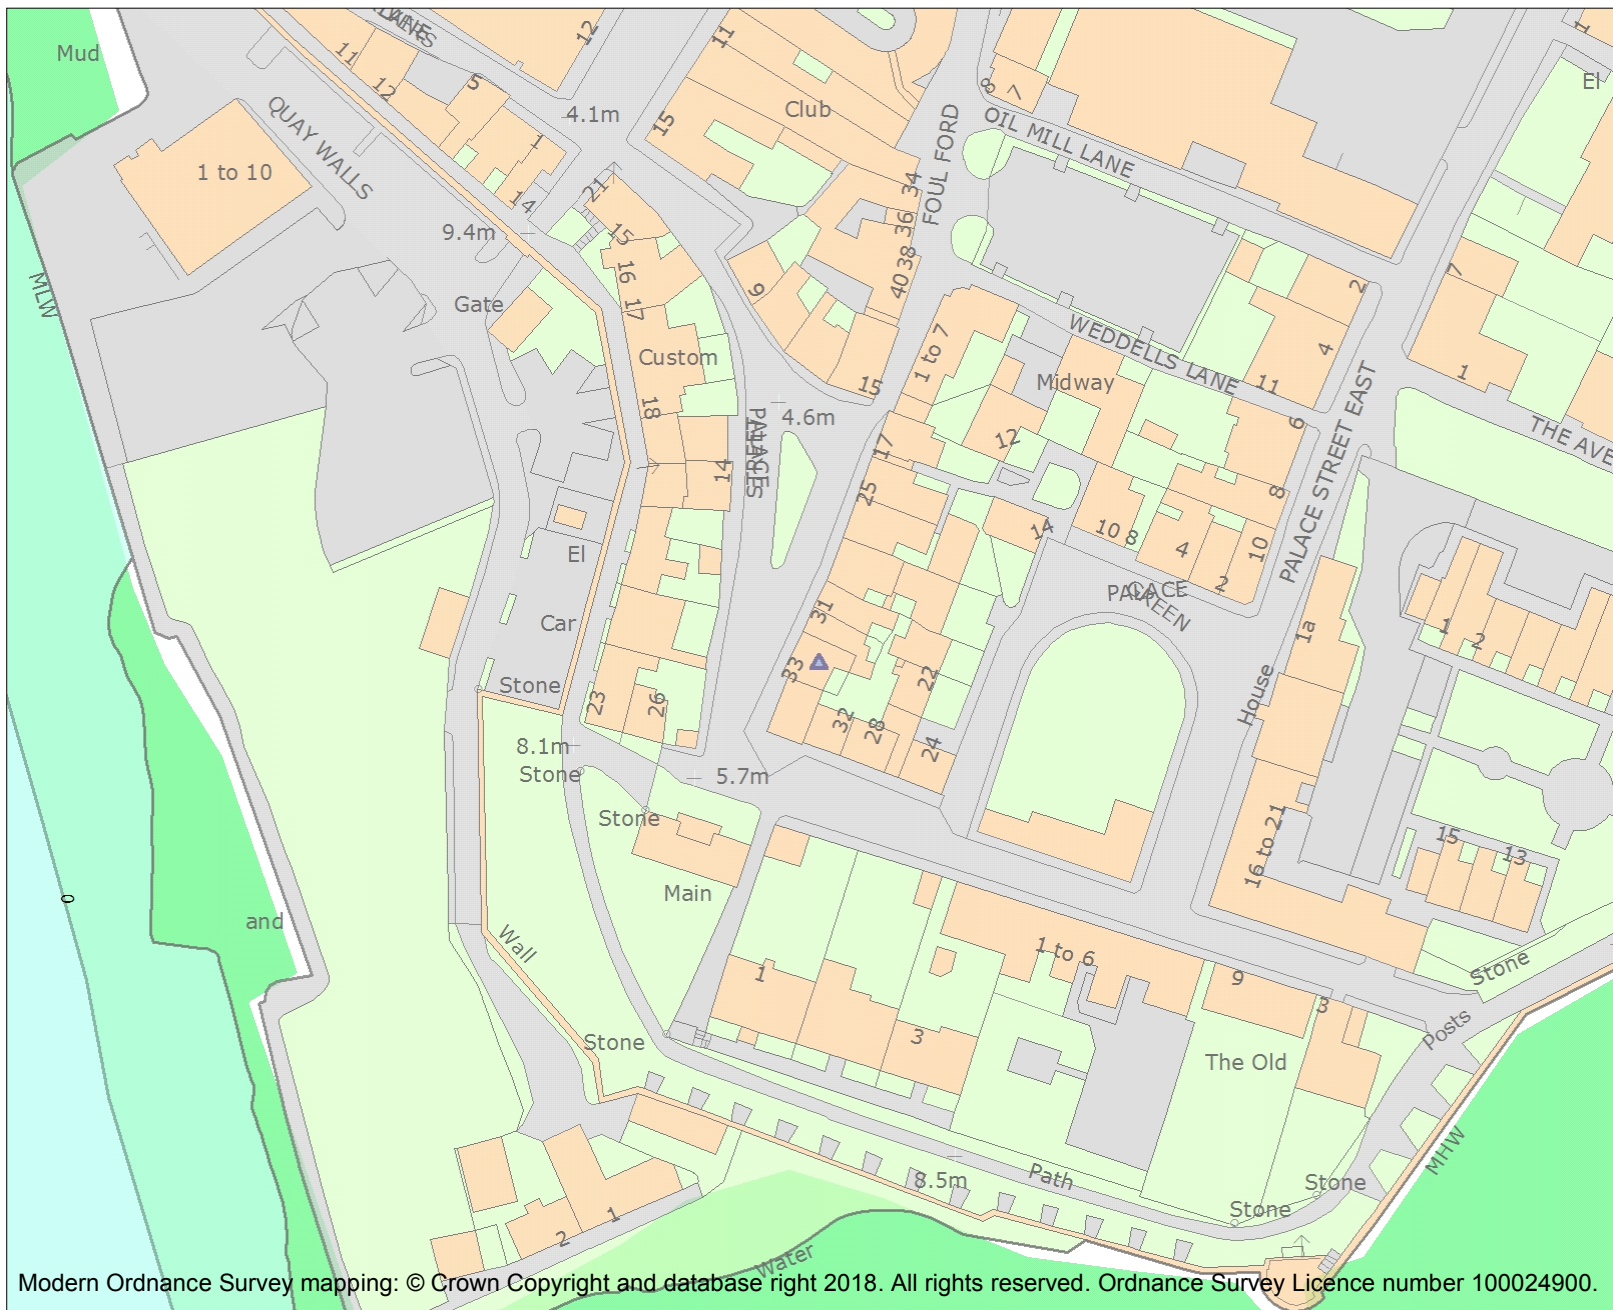 Mud
11
12
5
LANE
12
4.1m
11
15
Club
8
7
OIL MILL LANE
FOUL FORD
1
El
1 to 10
QUAY WALLS
1
14
21
15
9.4m
34
36
38
40
MLW
Gate
16
17
Custom
18
9
15
1 to 7
WEDDELLS LANE
Midway
2
4
11
7
1
PALACE STREET EAST
THE AVE
4.6m
PALACE
14
17
25
12
6
8
10
14
10
8
4
2
PALACE
GREEN
El
Car
Stone
23
26
31
33
22
32
28
24
1a
House
1
2
8.1m
Stone
5.7m
Stone
Main
16 to 21
15
13
0
and
Wall
1
1 to 6
9
3
3
Stone
Posts
The Old
Stone
MHW
Path
8.5m
Stone
Stone
1
2
Water
Modern Ordnance Survey mapping: © Crown Copyright and database right 2018. All rights reserved. Ordnance Survey Licence number 100024900.